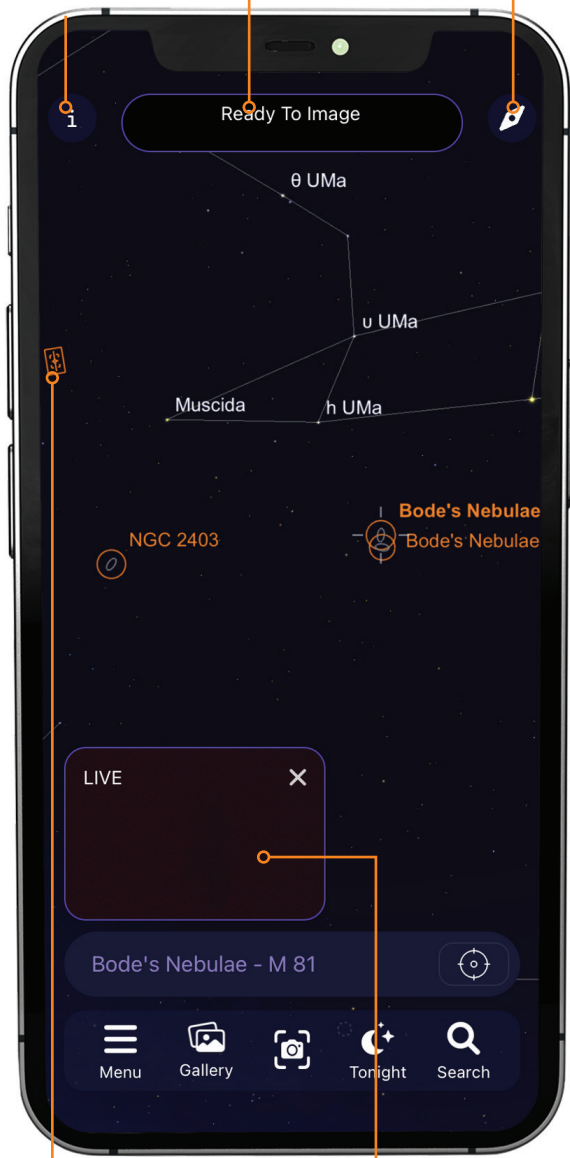 i
Ready To Image
θ UMa
υ UMa
Muscida
h UMa
Bode's Nebulae
NGC 2403
Bode's Nebulae
LIVE
Bode's Nebulae - M 81
Menu
Gallery
Tonight
Search